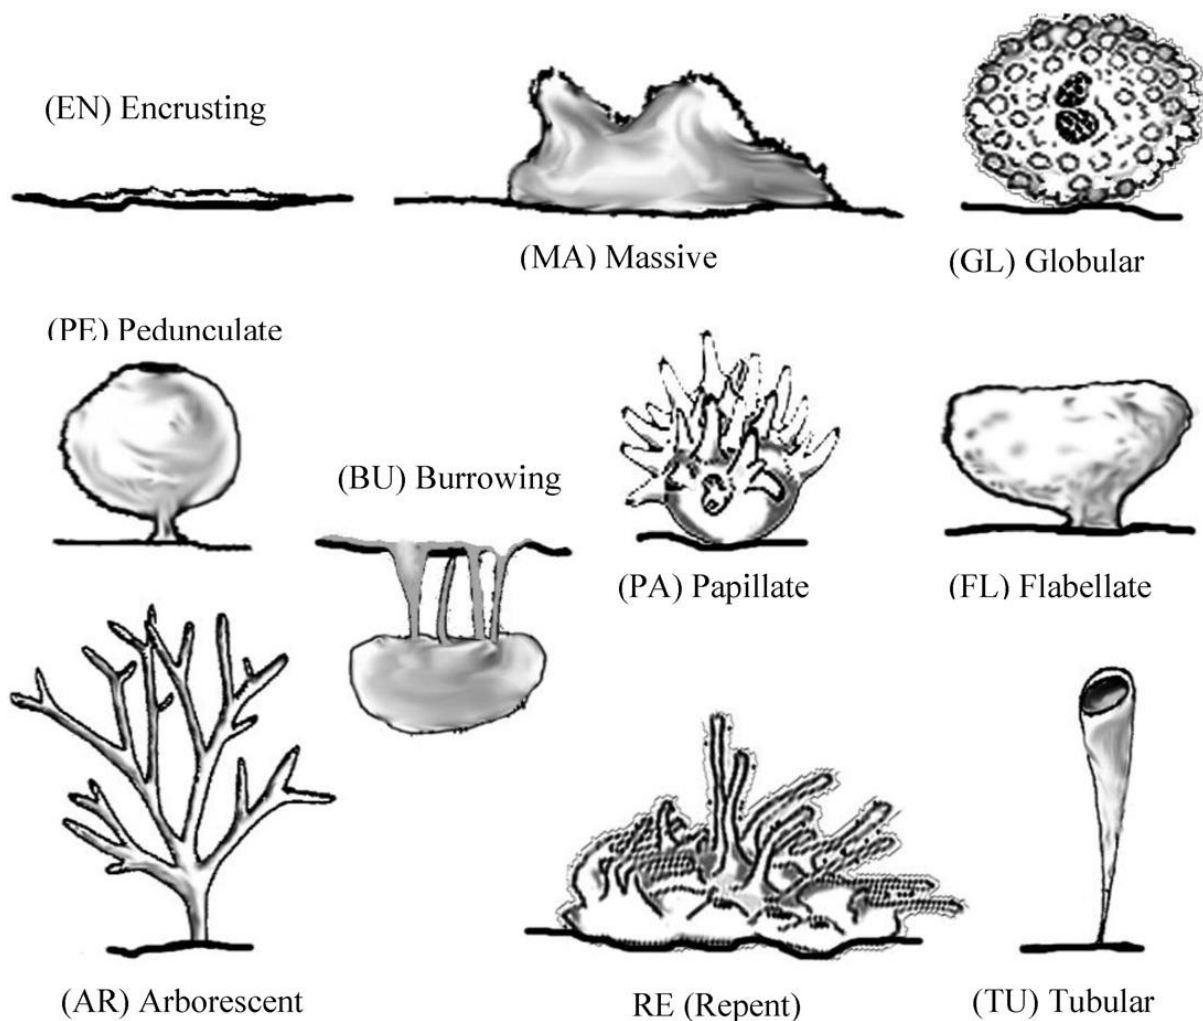 (EN) Encrusting
(MA) Massive
(GL) Globular
(PE) Pedunculate
(BU) Burrowing
(PA) Papillate
(FL) Flabellate
(AR) Arborescent
RE (Repent)
(TU) Tubular